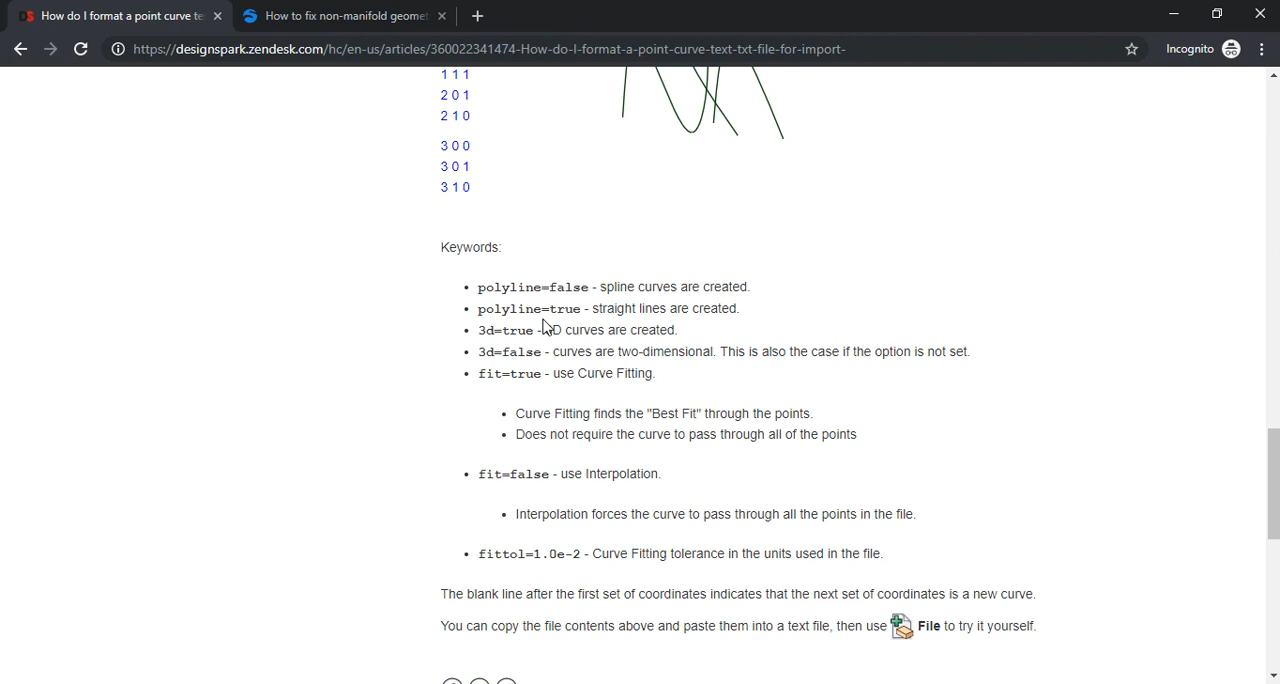 How do I format a point curve te
How to fix non-manifold geomet
https://designspark.zendesk.com/hc/en-us/articles/360022341474-How-do-I-format-a-point-curve-text-txt-file-for-import-
Incognito
1 1 1
2 0 1
2 1 0
3 0 0
3 0 1
3 1 0
Keywords:
polyline=false - spline curves are created.
polyline=true - straight lines are created.
3d=true - D curves are created.
3d=false - curves are two-dimensional. This is also the case if the option is not set.
fit=true - use Curve Fitting.
Curve Fitting finds the "Best Fit" through the points.
Does not require the curve to pass through all of the points
fit=false - use Interpolation.
Interpolation forces the curve to pass through all the points in the file.
fittol=1.0e-2 - Curve Fitting tolerance in the units used in the file.
The blank line after the first set of coordinates indicates that the next set of coordinates is a new curve.
You can copy the file contents above and paste them into a text file, then use File to try it yourself.